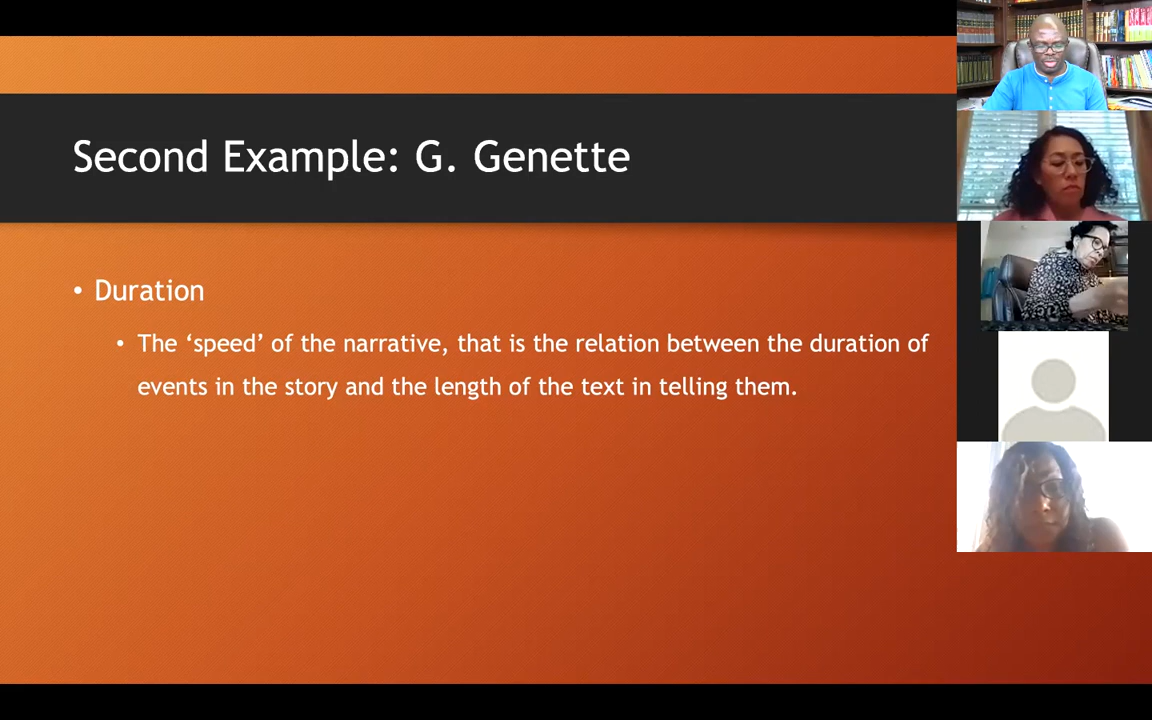 Second Example: G. Genette
• Duration
• The ‘speed’ of the narrative, that is the relation between the duration of
events in the story and the length of the text in telling them.